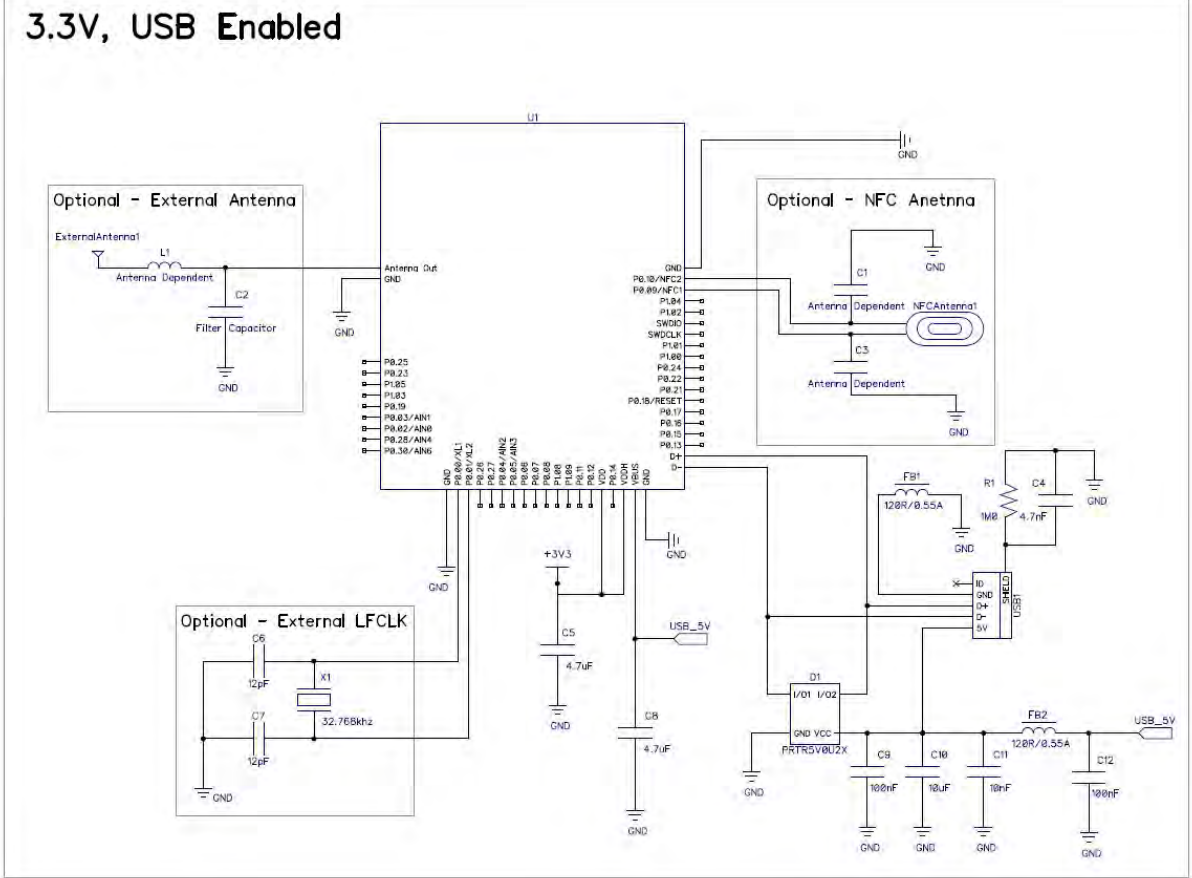 3.3V, USB Enabled
U1
GND
Optional - External Antenna
ExternalAntenna1
L1
Antenna Dependent
C2
Filter Capacitor
GND
Antenna Out
GND
GND
P0.25
P0.23
P1.05
P1.03
P0.19
P0.03/AIN1
P0.02/AIN0
P0.28/AIN4
P0.30/AIN6
GND
P0.10/NFC2
P0.09/NFC1
P1.04
P1.02
SWDIO
SWDCLK
P1.01
P1.00
P0.24
P0.22
P0.21
P0.18/RESET
P0.17
P0.16
P0.15
P0.13
D+
D-
GND
P0.00/XL1
P0.01/XL2
P0.26
P0.27
P0.04/AIN2
P0.05/AIN3
P0.06
P0.07
P0.08
P1.08
P1.09
P0.11
P0.12
VDD
P0.14
VDDH
VBUS
GND
Optional - NFC Anetnna
GND
C1
Antenna Dependent
NFCAntenna1
C3
Antenna Dependent
GND
FB1
120R/0.55A
GND
R1
1M0
C4
4.7nF
GND
ID
GND
D+
D-
5V
SHIELD
USB1
GND
GND
+3V3
C5
4.7uF
GND
USB_5V
C8
4.7uF
GND
Optional - External LFCLK
C6
12pF
X1
32.768khz
C7
12pF
GND
D1
I/O1 I/O2
GND VCC
PRTR5V0U2X
GND
C9
100nF
GND
C10
10uF
GND
C11
10nF
GND
FB2
120R/0.55A
USB_5V
C12
100nF
GND